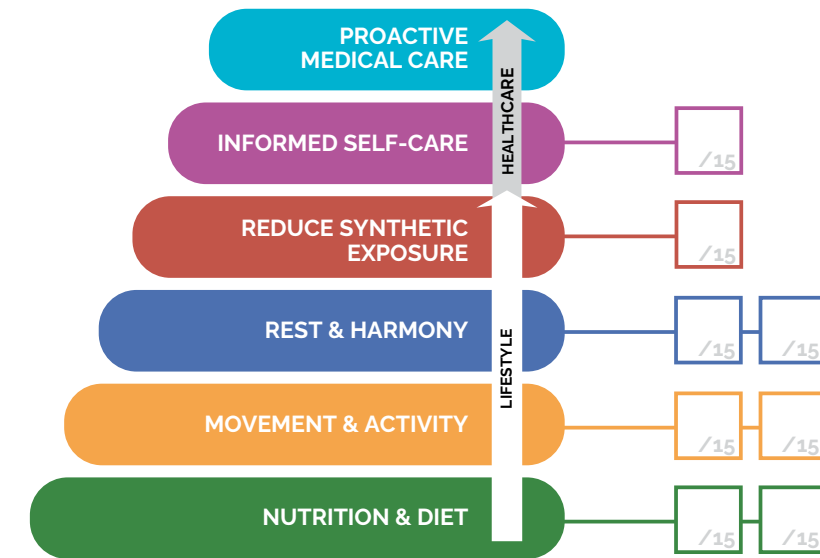 PROACTIVE
MEDICAL CARE
HEALTHCARE
INFORMED SELF-CARE
/15
REDUCE SYNTHETIC
EXPOSURE
/15
REST & HARMONY
/15
/15
LIFESTYLE
MOVEMENT & ACTIVITY
/15
/15
NUTRITION & DIET
/15
/15